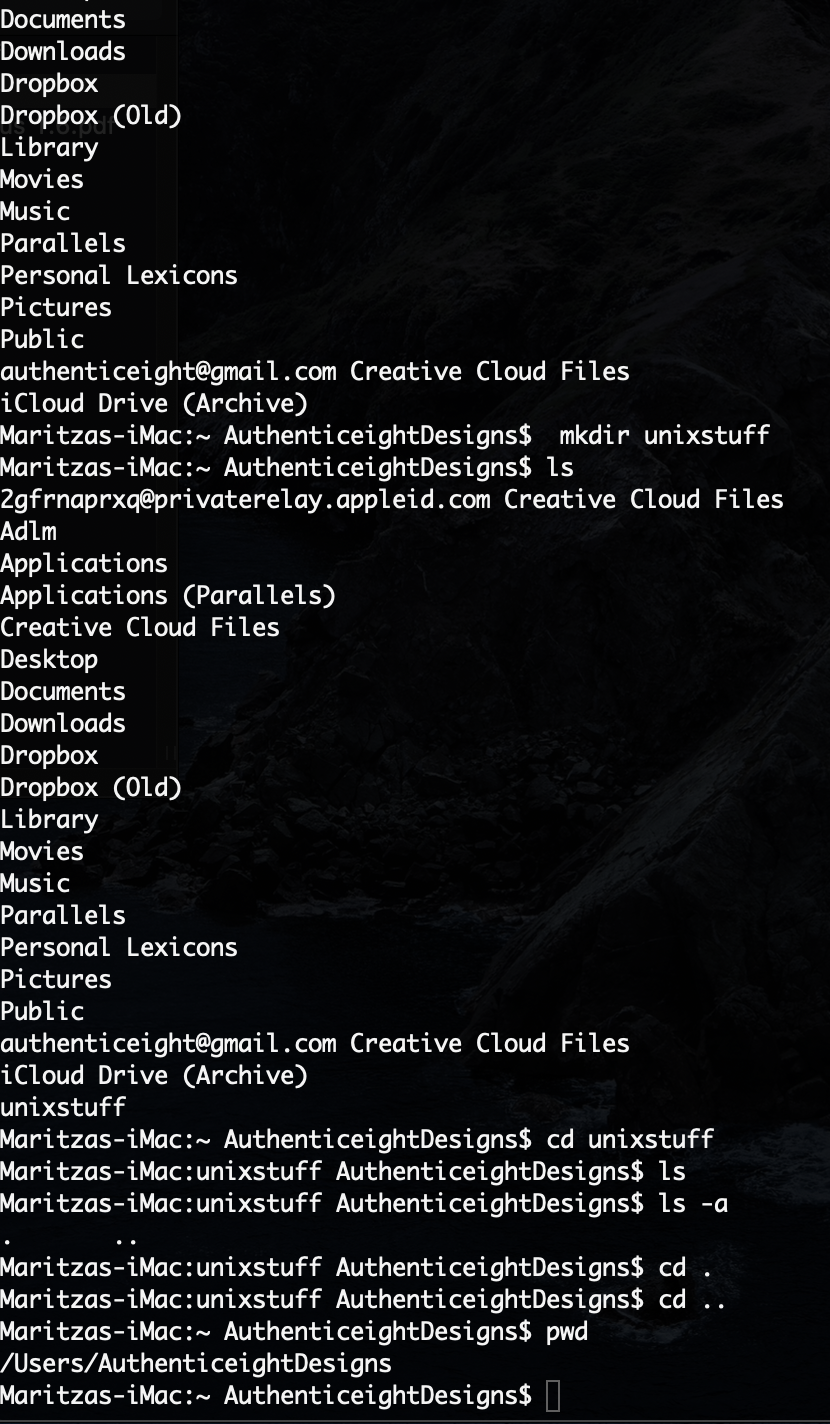 Documents
Downloads
Dropbox
Dropbox (Old)
Library
Movies
Music
Parallels
Personal Lexicons
Pictures
Public
authenticeight@gmail.com Creative Cloud Files
iCloud Drive (Archive)
Maritzas-iMac:~ AuthenticeightDesigns$  mkdir unixstuff
Maritzas-iMac:~ AuthenticeightDesigns$ ls
2gfrnaprxq@privaterelay.appleid.com Creative Cloud Files
Adlm
Applications
Applications (Parallels)
Creative Cloud Files
Desktop
Documents
Downloads
Dropbox
Dropbox (Old)
Library
Movies
Music
Parallels
Personal Lexicons
Pictures
Public
authenticeight@gmail.com Creative Cloud Files
iCloud Drive (Archive)
unixstuff
Maritzas-iMac:~ AuthenticeightDesigns$ cd unixstuff
Maritzas-iMac:unixstuff AuthenticeightDesigns$ ls
Maritzas-iMac:unixstuff AuthenticeightDesigns$ ls -a
.       ..
Maritzas-iMac:unixstuff AuthenticeightDesigns$ cd .
Maritzas-iMac:unixstuff AuthenticeightDesigns$ cd ..
Maritzas-iMac:~ AuthenticeightDesigns$ pwd
/Users/AuthenticeightDesigns
Maritzas-iMac:~ AuthenticeightDesigns$